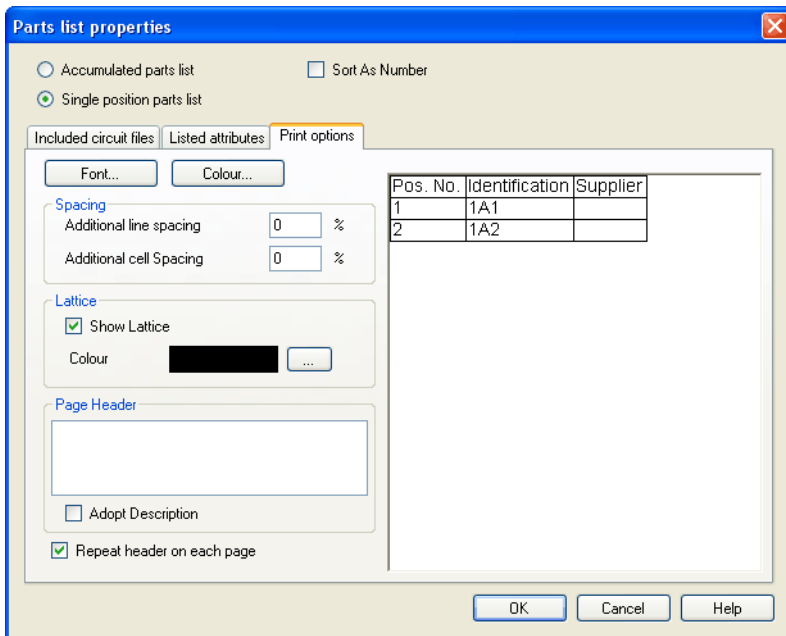 Parts list properties
Accumulated parts list
Sort As Number
Single position parts list
Included circuit files
Listed attributes
Print options
Font...
Colour...
Spacing
Additional line spacing
0
%
Additional cell Spacing
0
%
Lattice
Show Lattice
Colour
...
Page Header
Adopt Description
Repeat header on each page
Pos. No. Identification Supplier
1 1A1
2 1A2
OK
Cancel
Help